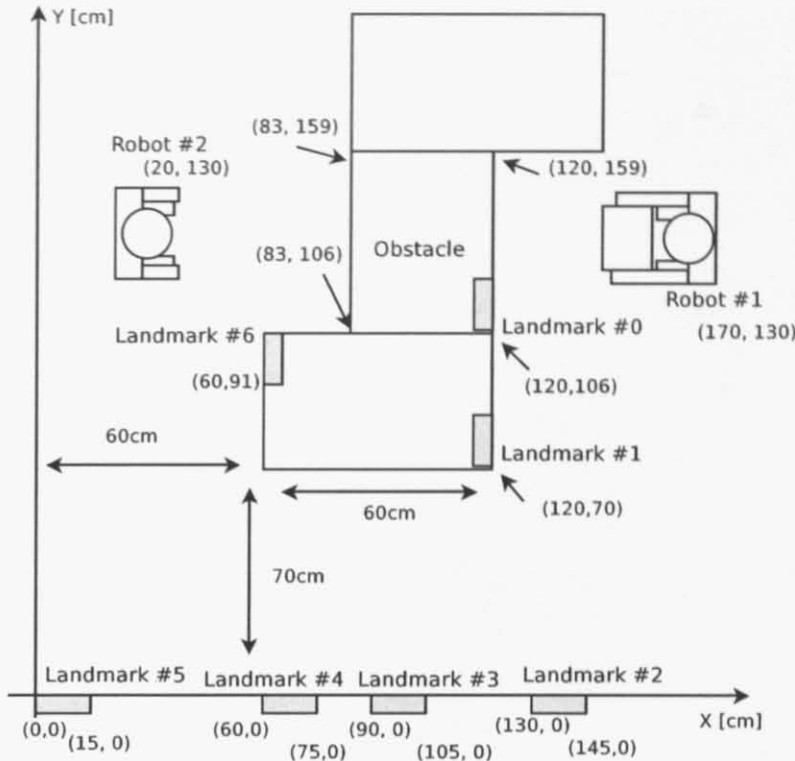 Y [cm]
(83, 159)
Robot #2
(20, 130)
(120, 159)
Obstacle
(83, 106)
Robot #1
(170, 130)
Landmark #0
Landmark #6
(60,91)
(120,106)
60cm
Landmark #1
60cm
(120,70)
70cm
Landmark #5
Landmark #4
Landmark #3
Landmark #2
X [cm]
(0,0)
(15, 0)
(60,0)
(75,0)
(90, 0)
(105, 0)
(130, 0)
(145,0)